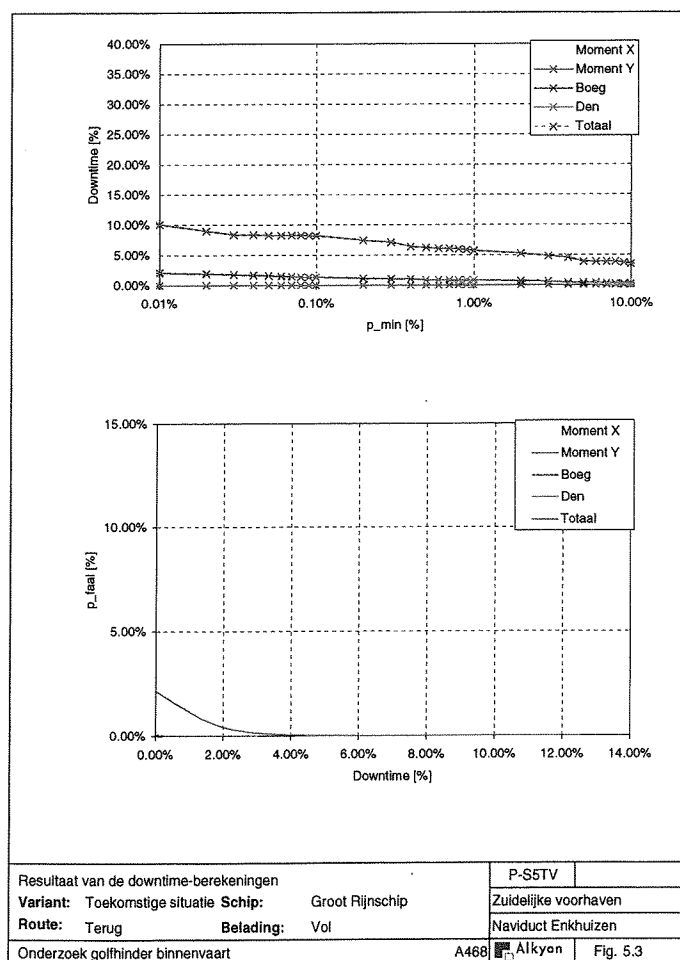 40.00%
35.00%
30.00%
25.00%
20.00%
15.00%
10.00%
5.00%
0.00%
Downtime [%]
0.01%
0.10%
1.00%
10.00%
p_min [%]
Moment X
Moment Y
Boeg
Den
Totaal
15.00%
10.00%
5.00%
0.00%
p_faal [%]
0.00%
2.00%
4.00%
6.00%
8.00%
10.00%
12.00%
14.00%
Downtime [%]
Moment X
Moment Y
Boeg
Den
Totaal
Resultaat van de downtime-berekeningen
Variant: Toekomstige situatie Schip: Groot Rijnschip
Route: Terug Belading: Vol
Onderzoek golfhinder binnenvaart A468
P-S5TV
Zuidelijke voorhaven
Naviduct Enkhuizen
Alkyon Fig. 5.3